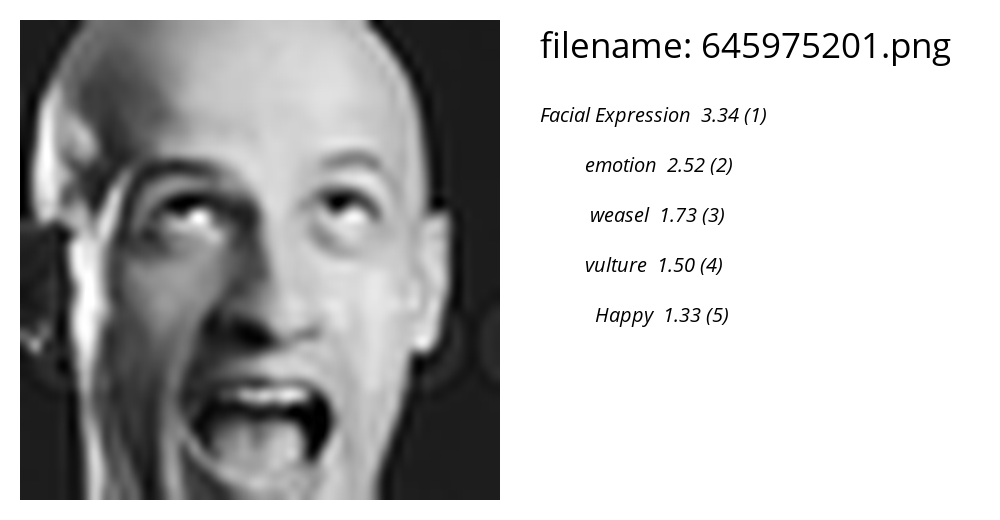 filename: 645975201.png
Facial Expression 3.34 (1)
emotion 2.52 (2)
weasel 1.73 (3)
vulture 1.50 (4)
Happy 1.33 (5)